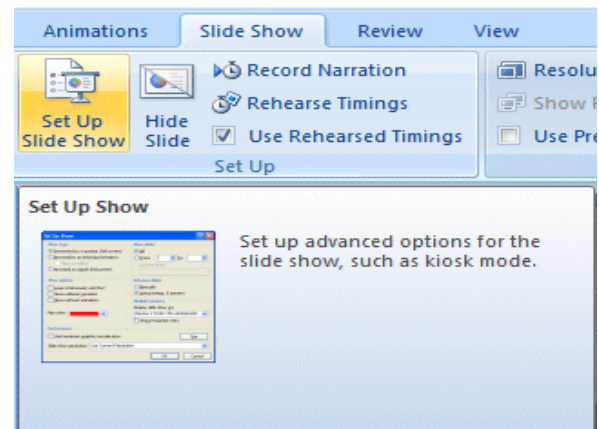 Animations Slide Show Review View
Record Narration
Rehearse Timings
Use Rehearsed Timings
Set Up
Slide Show
Hide
Slide
Set Up
Resolu
Show
Use Pre
Set Up Show
Set up advanced options for the
slide show, such as kiosk mode.